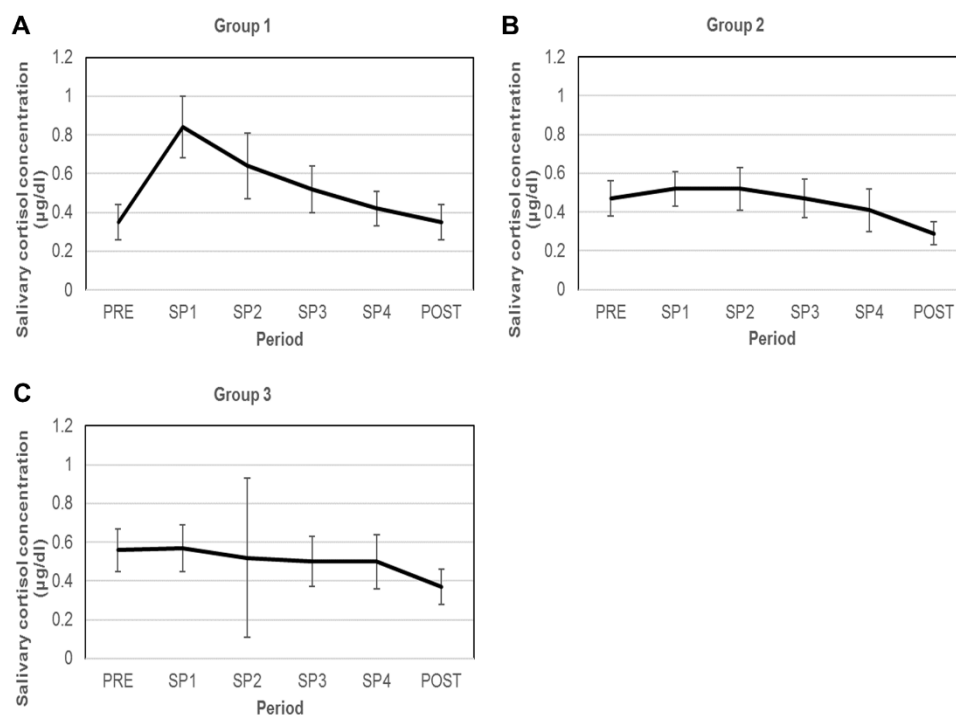 A
Group 1
Salivary cortisol concentration
(µg/dl)
1.2
1
0.8
0.6
0.4
0.2
0
PRE SP1 SP2 SP3 SP4 POST
Period
B
Group 2
Salivary cortisol concentration
(µg/dl)
1.2
1
0.8
0.6
0.4
0.2
0
PRE SP1 SP2 SP3 SP4 POST
Period
C
Group 3
Salivary cortisol concentration
(µg/dl)
1.2
1
0.8
0.6
0.4
0.2
0
PRE SP1 SP2 SP3 SP4 POST
Period